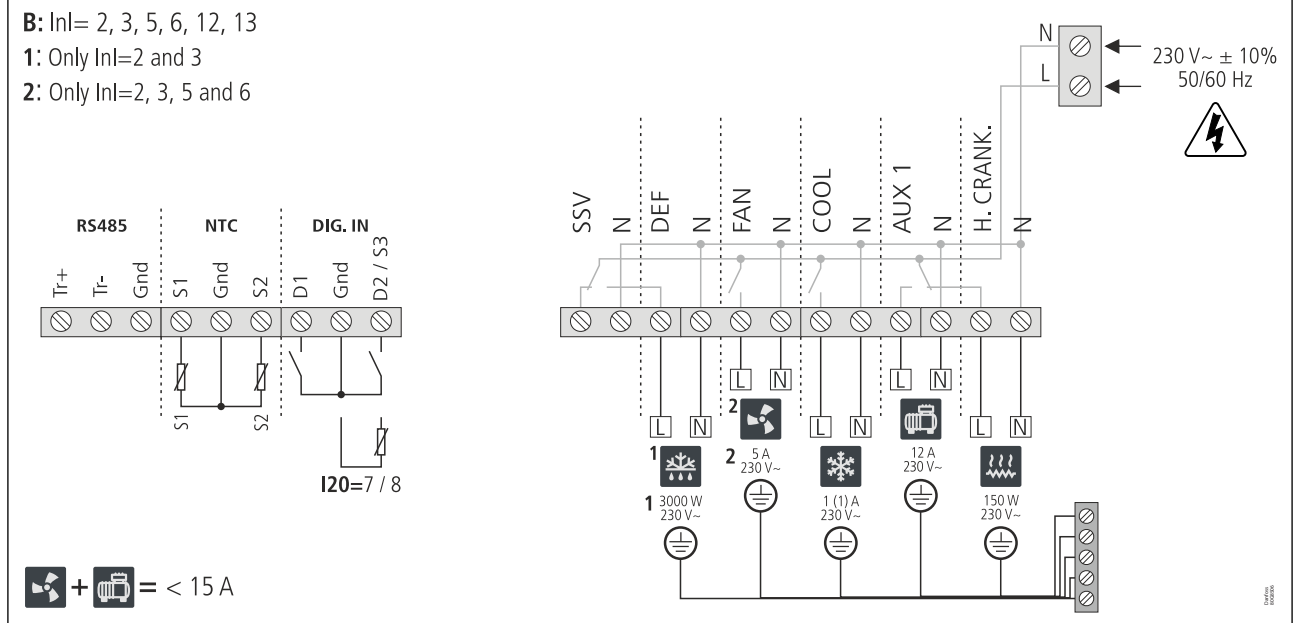 B: InI= 2, 3, 5, 6, 12, 13
1: Only InI=2 and 3
2: Only InI=2, 3, 5 and 6
N
L
230 V~ ± 10%
50/60 Hz
RS485 NTC DIG. IN
Tr+ Tr- Gnd S1 Gnd S2 D1 Gnd D2 / S3
SSV N DEF N FAN N COOL N AUX 1 N H. CRANK. N
S1 S2
I20=7 / 8
L N L N
2
L N L N L N
1
2 5 A
230 V~
12 A
230 V~
1 3000 W
230 V~
1 (1) A
230 V~
150 W
230 V~
+ = < 15 A
Danfoss